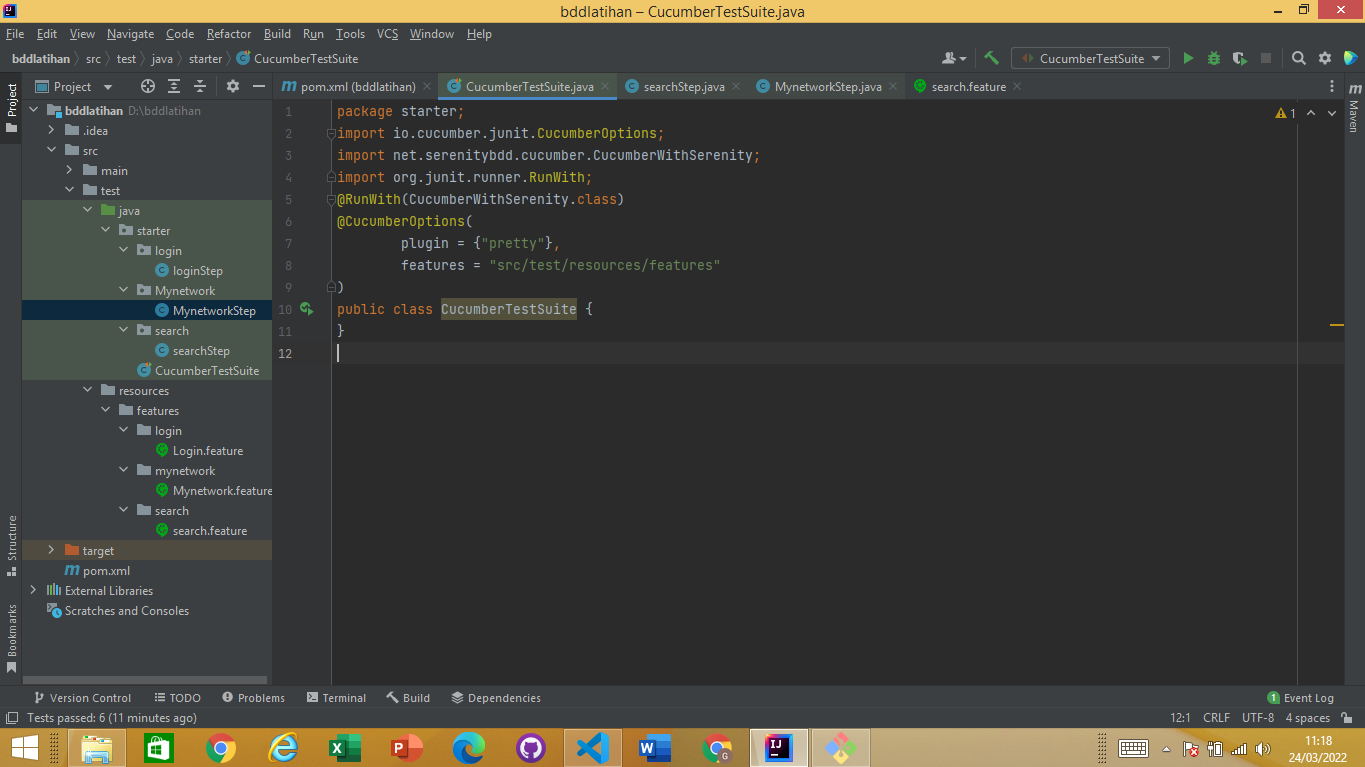 bddlatihan – CucumberTestSuite.java
File Edit View Navigate Code Refactor Build Run Tools VCS Window Help
bddlatihan src test java starter CucumberTestSuite
CucumberTestSuite
Project
pom.xml (bddlatihan) CucumberTestSuite.java searchStep.java MynetworkStep.java search.feature
Project
Structure
Bookmarks
bddlatihan D:\bddlatihan
.idea
src
main
test
java
starter
login
loginStep
Mynetwork
MynetworkStep
search
searchStep
CucumberTestSuite
resources
features
login
Login.feature
mynetwork
Mynetwork.feature
search
search.feature
target
pom.xml
External Libraries
Scratches and Consoles
1 package starter;
2 import io.cucumber.junit.CucumberOptions;
3 import net.serenitybdd.cucumber.CucumberWithSerenity;
4 import org.junit.runner.RunWith;
5 @RunWith(CucumberWithSerenity.class)
6 @CucumberOptions(
7 plugin = {"pretty"},
8 features = "src/test/resources/features"
9 )
10 public class CucumberTestSuite {
11 }
12
1
Maven
Version Control TODO Problems Terminal Build Dependencies 1 Event Log
Tests passed: 6 (11 minutes ago) 12:1 CRLF UTF-8 4 spaces
11:18
24/03/2022